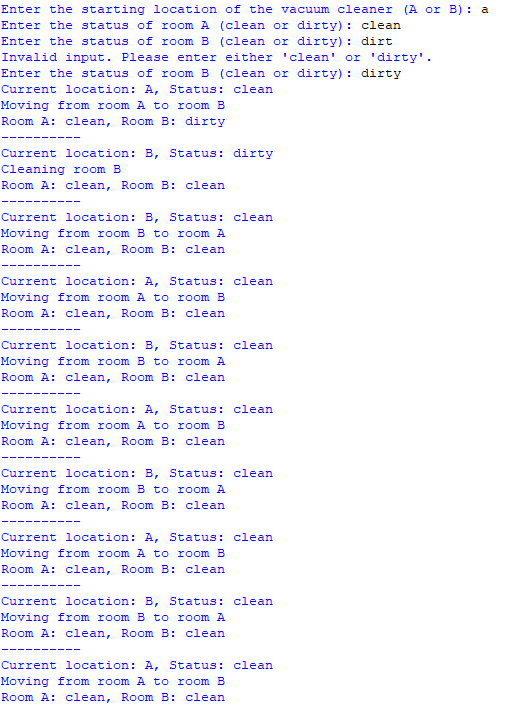 Enter the starting location of the vacuum cleaner (A or B): a
Enter the status of room A (clean or dirty): clean
Enter the status of room B (clean or dirty): dirt
Invalid input. Please enter either 'clean' or 'dirty'.
Enter the status of room B (clean or dirty): dirty
Current location: A, Status: clean
Moving from room A to room B
Room A: clean, Room B: dirty
----------
Current location: B, Status: dirty
Cleaning room B
Room A: clean, Room B: clean
----------
Current location: B, Status: clean
Moving from room B to room A
Room A: clean, Room B: clean
----------
Current location: A, Status: clean
Moving from room A to room B
Room A: clean, Room B: clean
----------
Current location: B, Status: clean
Moving from room B to room A
Room A: clean, Room B: clean
----------
Current location: A, Status: clean
Moving from room A to room B
Room A: clean, Room B: clean
----------
Current location: B, Status: clean
Moving from room B to room A
Room A: clean, Room B: clean
----------
Current location: A, Status: clean
Moving from room A to room B
Room A: clean, Room B: clean
----------
Current location: B, Status: clean
Moving from room B to room A
Room A: clean, Room B: clean
----------
Current location: A, Status: clean
Moving from room A to room B
Room A: clean, Room B: clean